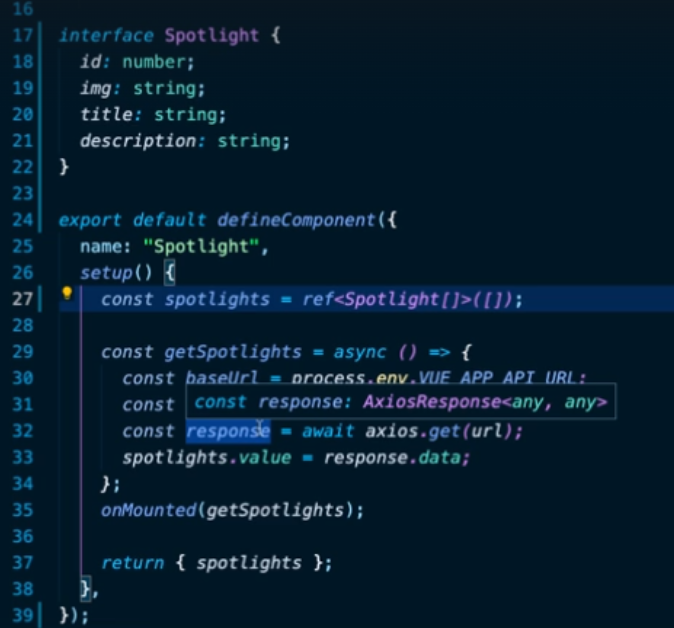 16
17 interface Spotlight {
18 id: number;
19 img: string;
20 title: string;
21 description: string;
22 }
23
24 export default defineComponent({
25 name: "Spotlight",
26 setup() {
27 const spotlights = ref<Spotlight[]>([]);
28
29 const getSpotlights = async () => {
30 const baseUrl = process.env.VUE_APP_API_URL;
31 const
const response: AxiosResponse<any, any>
32 const response = await axios.get(url);
33 spotlights.value = response.data;
34 };
35 onMounted(getSpotlights);
36
37 return { spotlights };
38 },
39 });